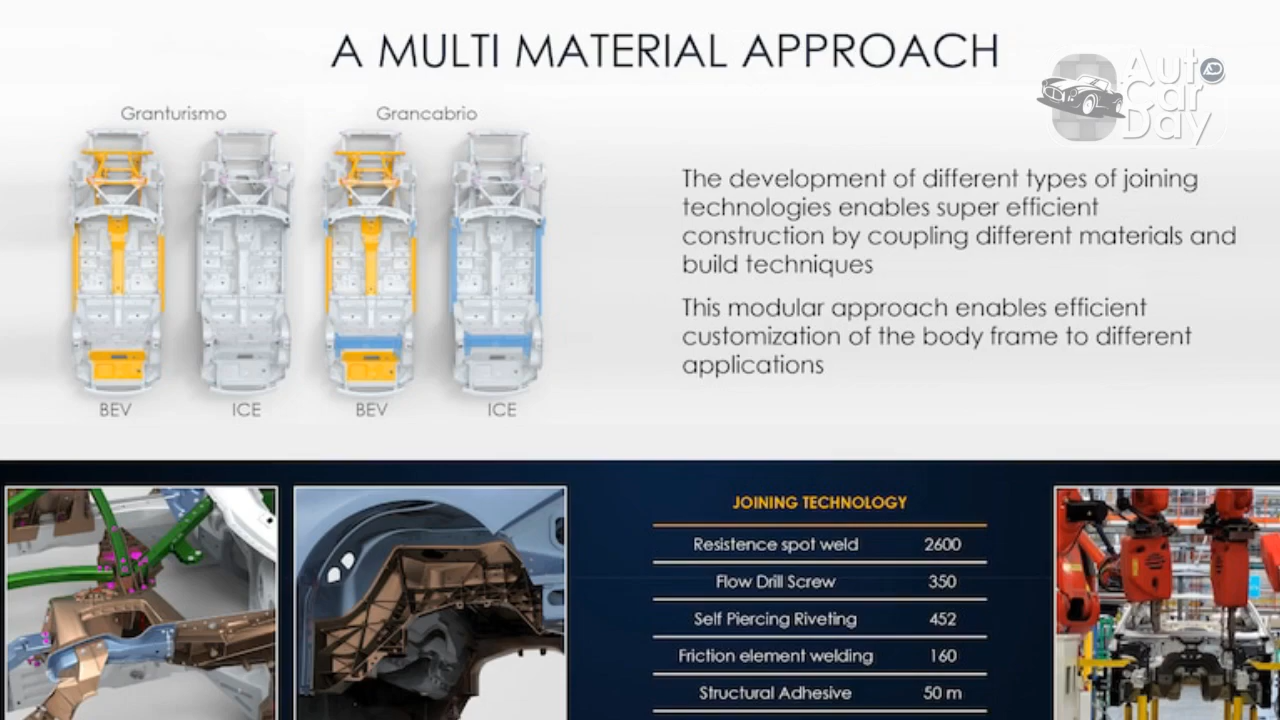 A MULTI MATERIAL APPROACH
Auto
Car
Day
Granturismo
Grancabrio
BEV
ICE
BEV
ICE
The development of different types of joining
technologies enables super efficient
construction by coupling different materials and
build techniques
This modular approach enables efficient
customization of the body frame to different
applications
JOINING TECHNOLOGY
Resistence spot weld 2600
Flow Drill Screw 350
Self Piercing Riveting 452
Friction element welding 160
Structural Adhesive 50 m